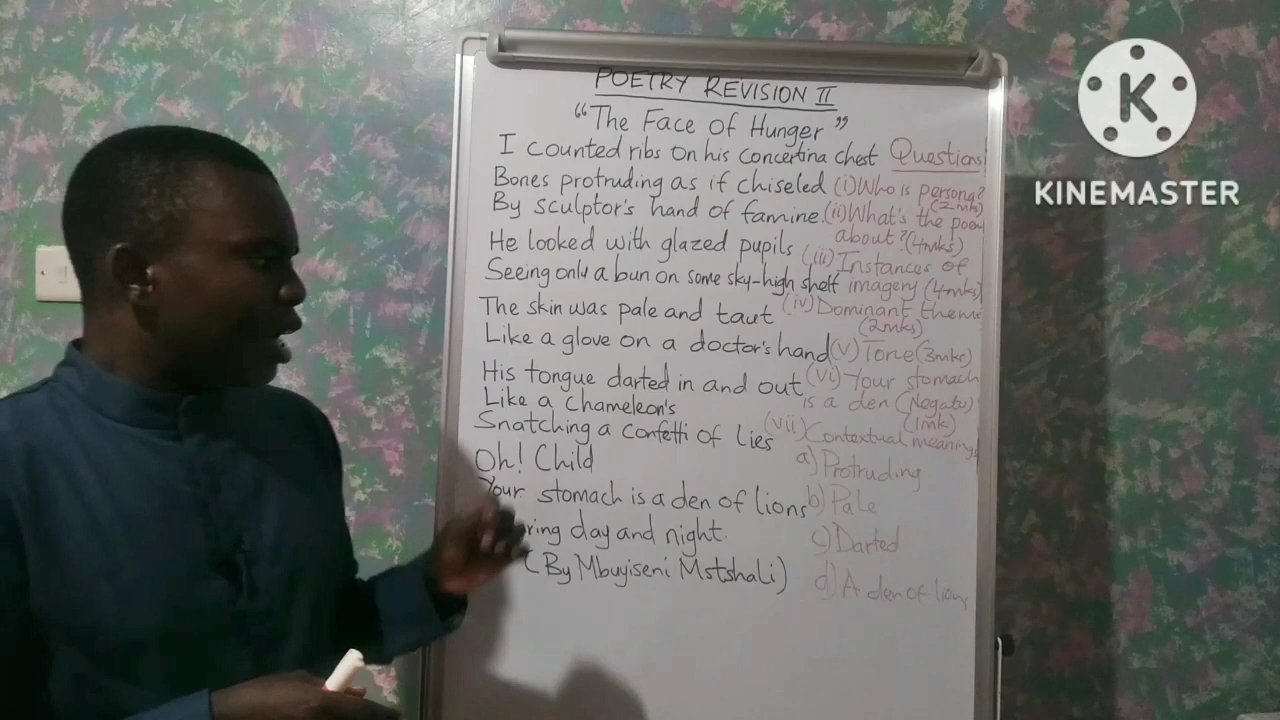 POETRY REVISION II
"The Face of Hunger"
I counted ribs on his concertina chest
Bones protruding as if chiseled
By sculptor's hand of famine.
He looked with glazed pupils
Seeing only a bun on some sky-high shelf
The skin was pale and taut
Like a glove on a doctor's hand
His tongue darted in and out
Like a Chameleon's
Snatching a confetti of lies
Oh! Child
Your stomach is a den of lions
day and night.
(By Mbuyiseni Mstshali)
Questions
(i) Who is persona?
(2mks)
(ii) What's the poem
about? (4mks)
(iii) Instances of
imagery (4mks)
(iv) Dominant theme
(2mks)
(v) Tone (3mks)
(vi) Your stomach
is a den (Negate)
(1mk)
(vii) Contextual meanings
a) Protruding
b) Pale
c) Darted
d) A den of lions
K
KINEMASTER